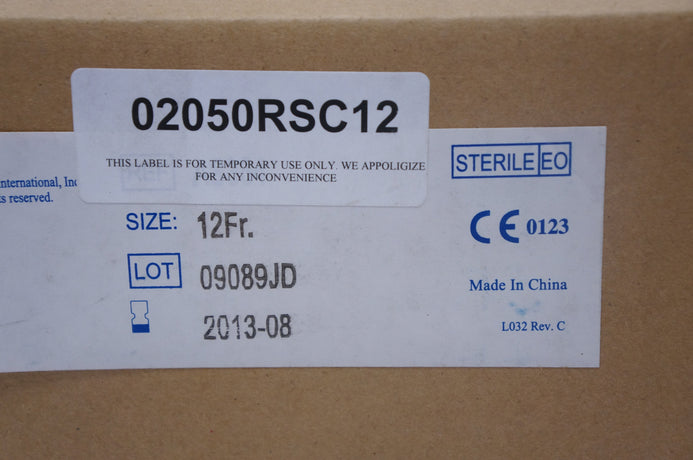 02050RSC12
THIS LABEL IS FOR TEMPORARY USE ONLY. WE APPOLIGIZE
FOR ANY INCONVENIENCE
STERILE EO
nternational, Inc
s reserved.
SIZE: 12Fr.
CE 0123
LOT 09089JD
Made In China
2013-08
L032 Rev. C